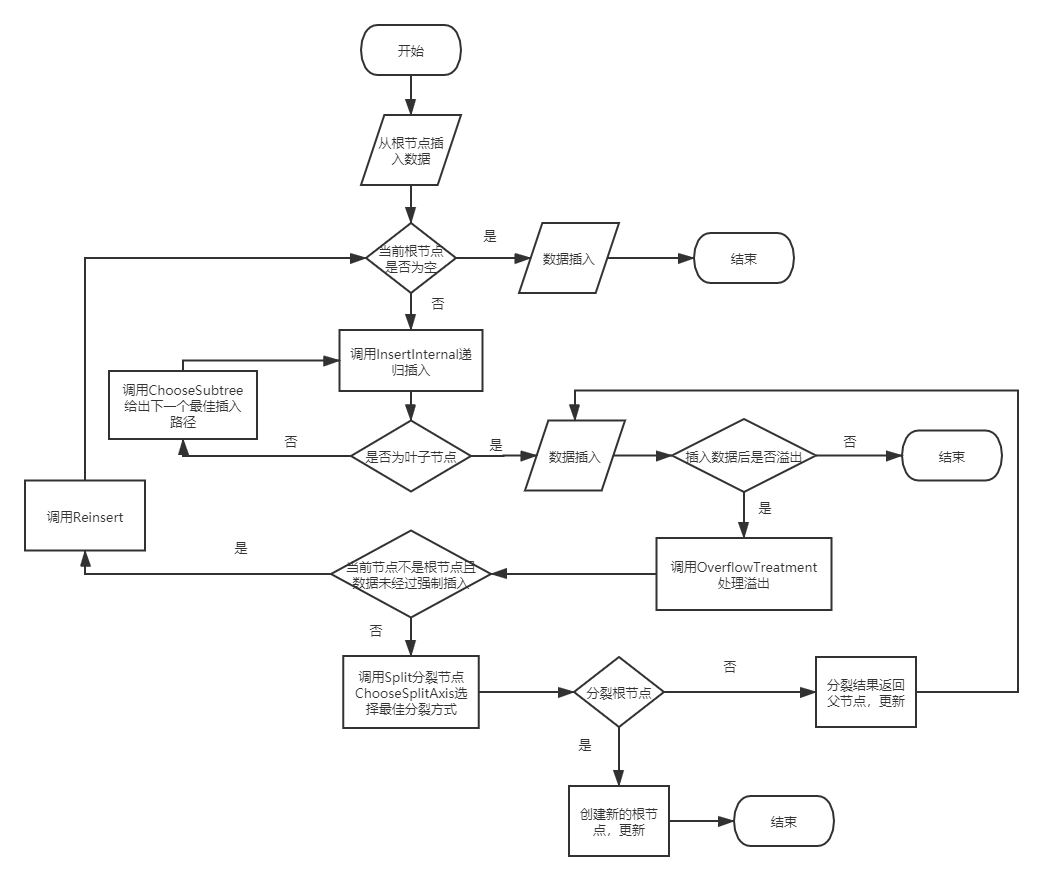 开始
从根节点插
入数据
当前根节点
是否为空
是
数据插入
结束
否
调用InsertInternal递
归插入
调用ChooseSubtree
给出下一个最佳插入
路径
否
是否为叶子节点
是
数据插入
插入数据后是否溢出
否
结束
是
调用Reinsert
是
当前节点不是根节点且
数据未经过强制插入
调用OverflowTreatment
处理溢出
否
调用Split分裂节点
ChooseSplitAxis选
择最佳分裂方式
分裂根节点
否
分裂结果返回
父节点，更新
是
创建新的根节
点，更新
结束